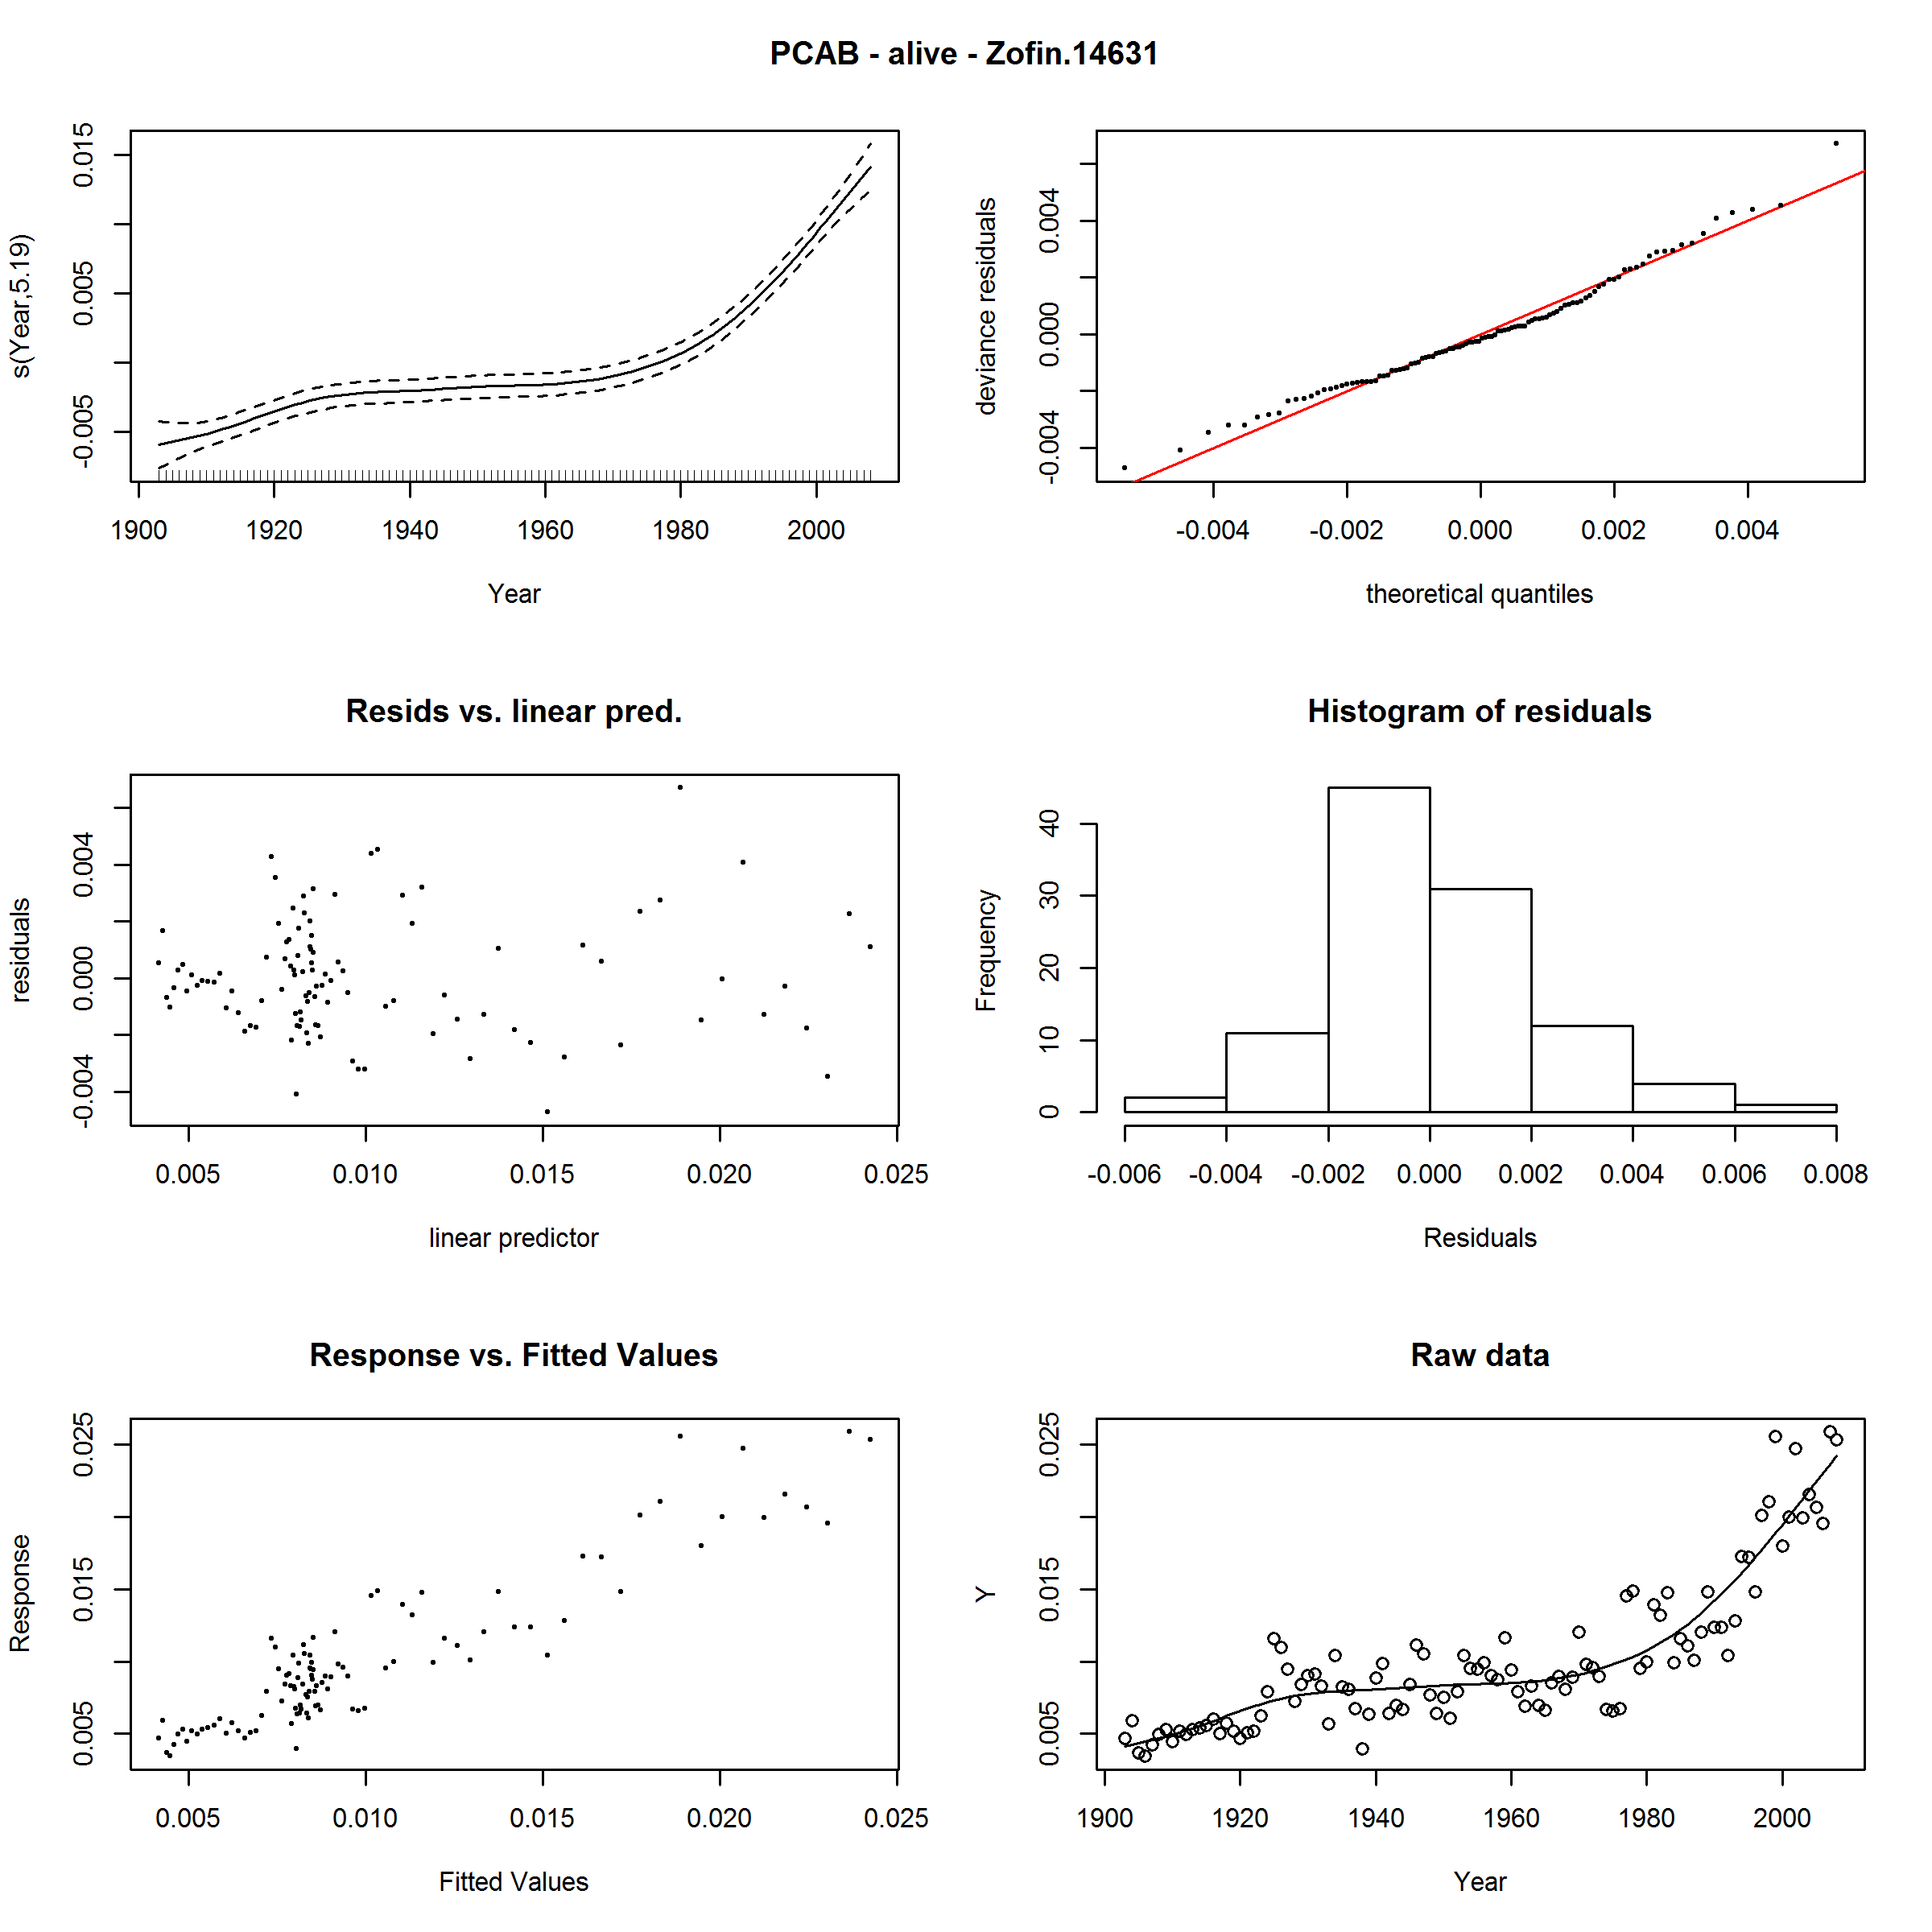 PCAB - alive - Zofin.14631
s(Year,5.19)
-0.005 0.005 0.015
1900 1920 1940 1960 1980 2000
Year
deviance residuals
-0.004 0.000 0.004
-0.004 -0.002 0.000 0.002 0.004
theoretical quantiles
Resids vs. linear pred.
residuals
-0.004 0.000 0.004
0.005 0.010 0.015 0.020 0.025
linear predictor
Histogram of residuals
Frequency
0 10 20 30 40
-0.006 -0.004 -0.002 0.000 0.002 0.004 0.006 0.008
Residuals
Response vs. Fitted Values
Response
0.005 0.015 0.025
0.005 0.010 0.015 0.020 0.025
Fitted Values
Raw data
Y
0.005 0.015 0.025
1900 1920 1940 1960 1980 2000
Year